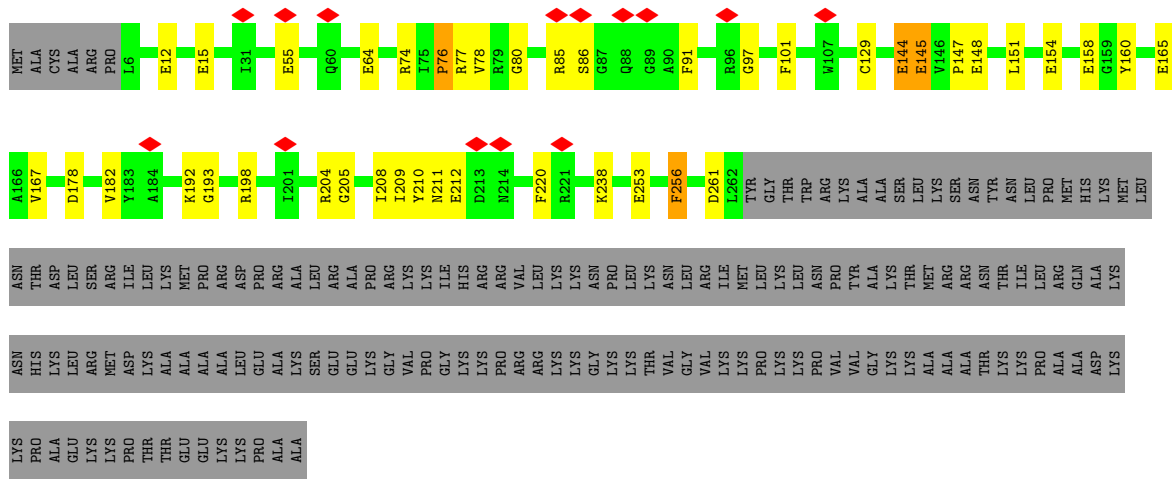 MET ALA CYS ALA ARG PRO L6 E12 E15 I31 E55 Q60 E64 R74 I75 P76 R77 V78 R79 G80 R85 S86 G87 Q88 G89 A90 F91 R96 G97 F101 W107 C129 E144 E145 V146 P147 E148 L151 E154 E158 G159 Y160 E165
A166 V167 D178 V182 Y183 A184 K192 G193 R198 I201 R204 G205 I208 I209 Y210 N211 E212 D213 N214 F220 R221 K238 E253 F256 D261 L262 TYR GLY THR TRP ARG LYS ALA ALA SER LEU LYS SER ASN TYR ASN LEU PRO MET HIS LYS MET LEU
ASN THR ASP LEU SER ARG ILE LEU LYS MET PRO ARG ASP PRO ARG ALA LEU ARG ALA PRO ARG LYS LYS ILE HIS ARG ARG VAL LEU LYS LYS ASN PRO LEU LYS ASN LEU ARG ILE MET LEU LYS LEU ASN PRO TYR ALA LYS THR MET ARG ARG ASN THR ILE LEU ARG GLN ALA LYS
ASN HIS LYS LEU ARG MET ASP LYS ALA ALA ALA ALA LEU GLU ALA LYS SER GLU GLU LYS GLY VAL PRO GLY LYS LYS PRO ARG ARG LYS LYS GLY LYS LYS THR VAL GLY VAL LYS LYS PRO LYS LYS PRO VAL VAL GLY LYS LYS ALA ALA ALA THR LYS LYS PRO ALA ALA ASP LYS
LYS PRO ALA GLU LYS LYS PRO THR THR GLU GLU LYS LYS PRO ALA ALA